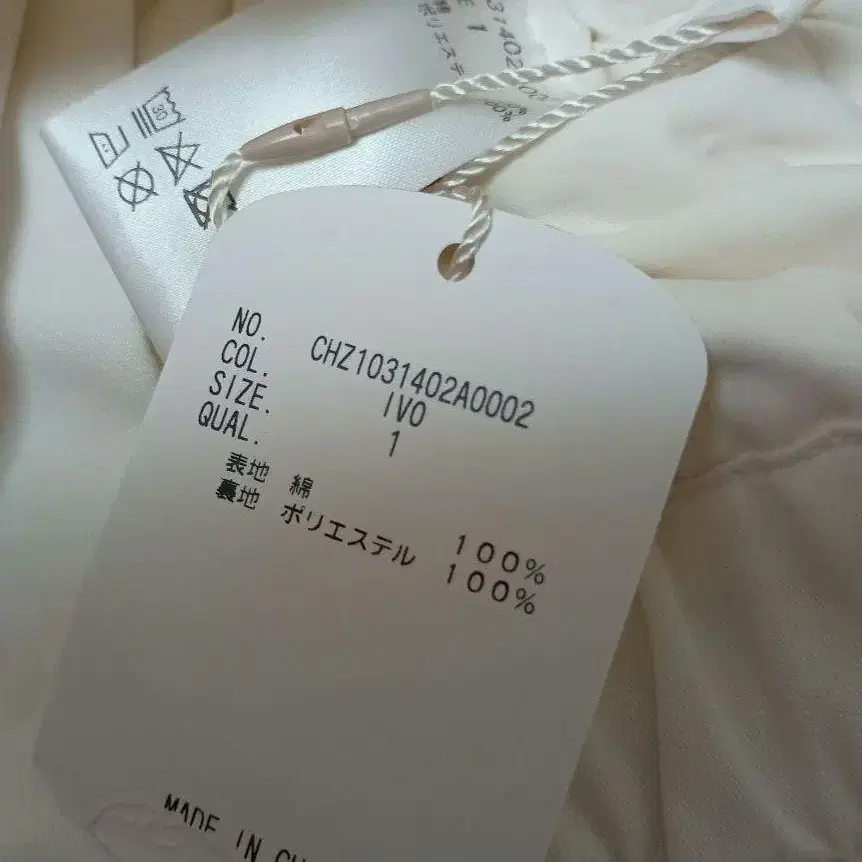 NO. CHZ1031402A0002
COL. IVO
SIZE. 1
QUAL.
表地 綿 100%
裏地 ポリエステル 100%
MADE IN
30